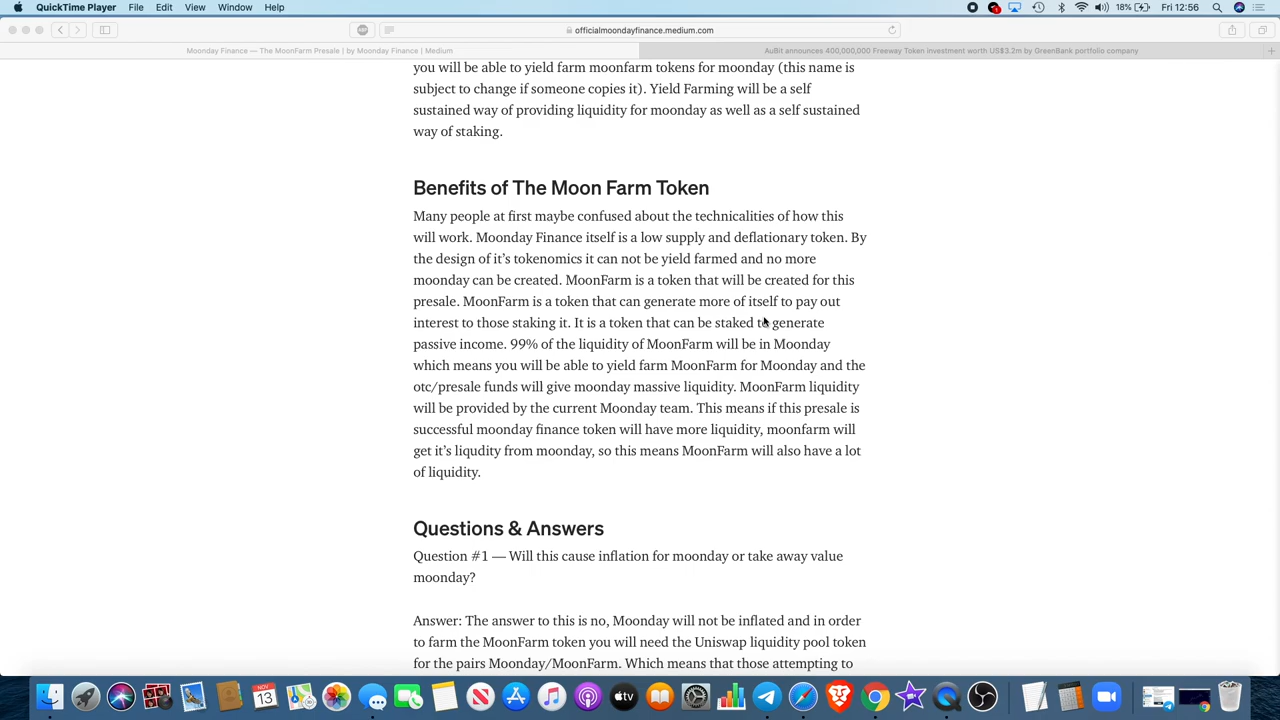 QuickTime Player File Edit View Window Help
18% Fri 12:56
officialmoondayfinance.medium.com
Moonday Finance — The MoonFarm Presale | by Moonday Finance | Medium
AuBit announces 400,000,000 Freeway Token investment worth US$3.2m by GreenBank portfolio company
you will be able to yield farm moonfarm tokens for moonday (this name is
subject to change if someone copies it). Yield Farming will be a self
sustained way of providing liquidity for moonday as well as a self sustained
way of staking.
Benefits of The Moon Farm Token
Many people at first maybe confused about the technicalities of how this
will work. Moonday Finance itself is a low supply and deflationary token. By
the design of it’s tokenomics it can not be yield farmed and no more
moonday can be created. MoonFarm is a token that will be created for this
presale. MoonFarm is a token that can generate more of itself to pay out
interest to those staking it. It is a token that can be staked to generate
passive income. 99% of the liquidity of MoonFarm will be in Moonday
which means you will be able to yield farm MoonFarm for Moonday and the
otc/presale funds will give moonday massive liquidity. MoonFarm liquidity
will be provided by the current Moonday team. This means if this presale is
successful moonday finance token will have more liquidity, moonfarm will
get it’s liqudity from moonday, so this means MoonFarm will also have a lot
of liquidity.
Questions & Answers
Question #1 — Will this cause inflation for moonday or take away value
moonday?
Answer: The answer to this is no, Moonday will not be inflated and in order
to farm the MoonFarm token you will need the Uniswap liquidity pool token
for the pairs Moonday/MoonFarm. Which means that those attempting to
NOV
13
tv